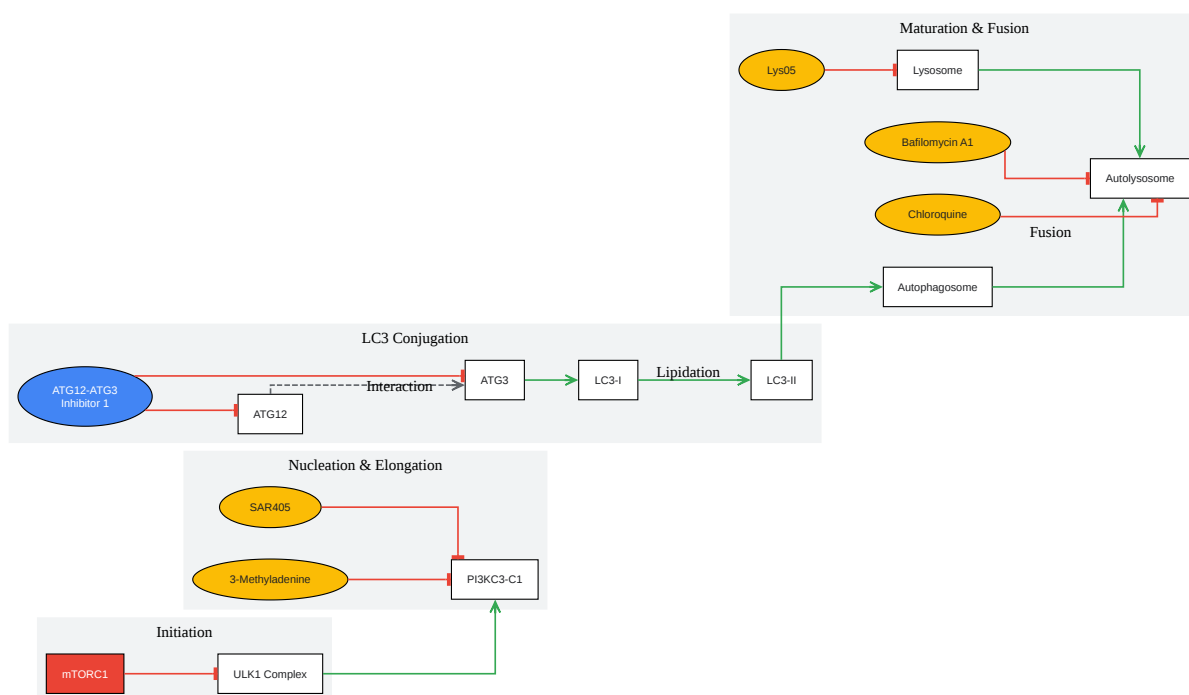 Maturation & Fusion
Lys05
Lysosome
Bafilomycin A1
Autolysosome
Chloroquine
Fusion
Autophagosome
LC3 Conjugation
ATG12-ATG3
Inhibitor 1
Interaction
ATG3
LC3-I
Lipidation
LC3-II
ATG12
Nucleation & Elongation
SAR405
3-Methyladenine
PI3KC3-C1
Initiation
mTORC1
ULK1 Complex